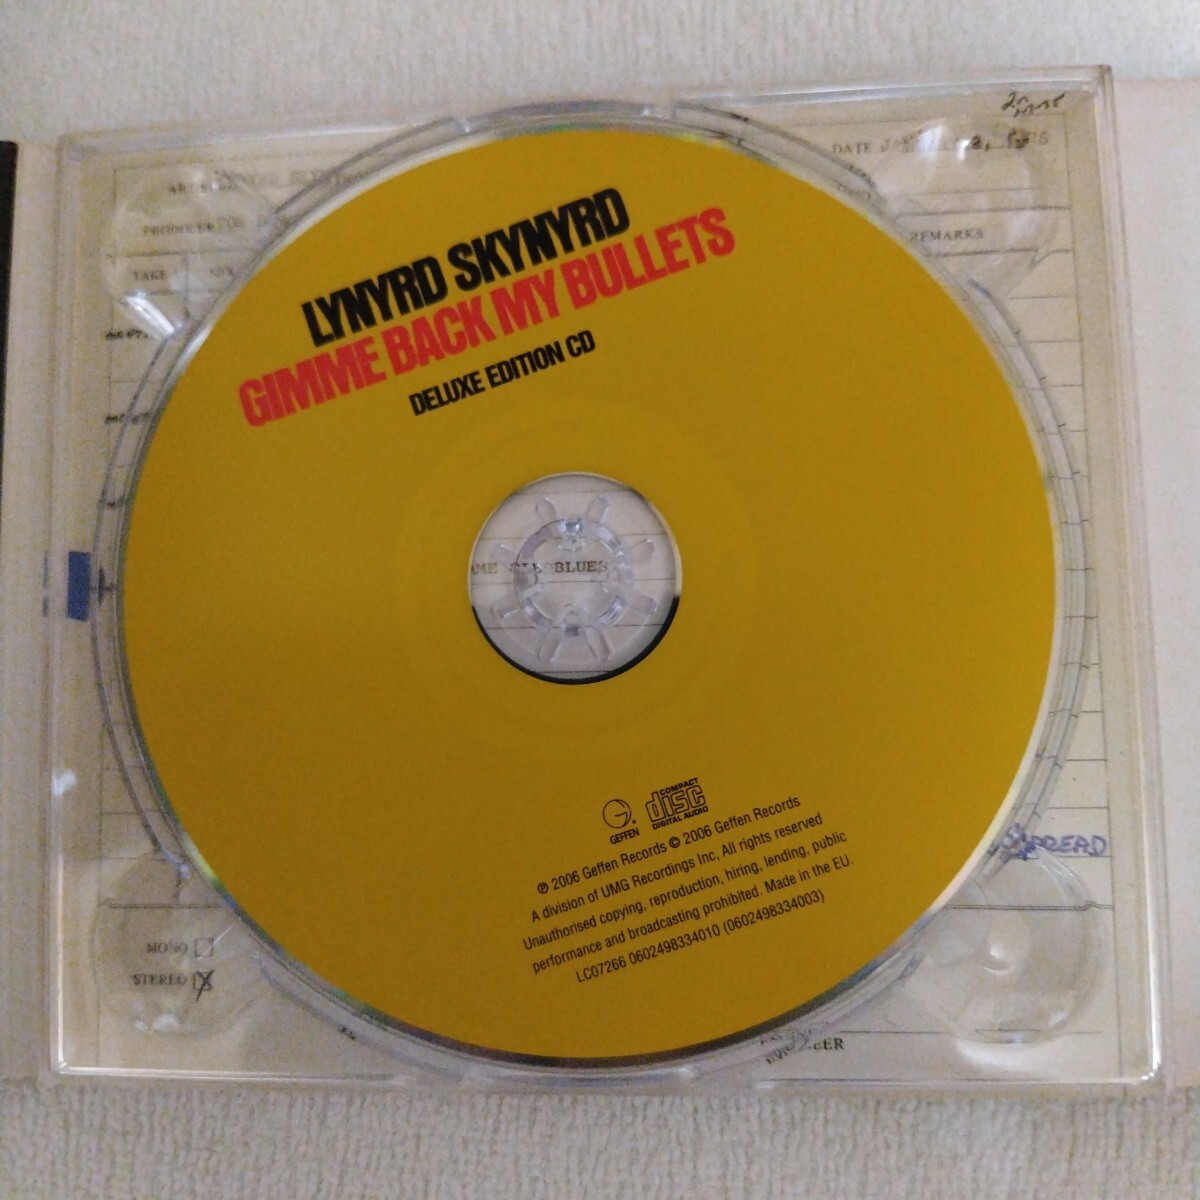 DATE
REMARKS
TAKE
LYNYRD SKYNYRD
GIMME BACK MY BULLETS
DELUXE EDITION CD
BLUES
GEFFEN
COMPACT
disc
DIGITAL AUDIO
℗ 2006 Geffen Records © 2006 Geffen Records
A division of UMG Recordings Inc, All rights reserved
Unauthorised copying, reproduction, hiring, lending, public
performance and broadcasting prohibited. Made in the EU.
LC07266 0602498334010 (0602498334003)
SPREAD
MONO
STEREO